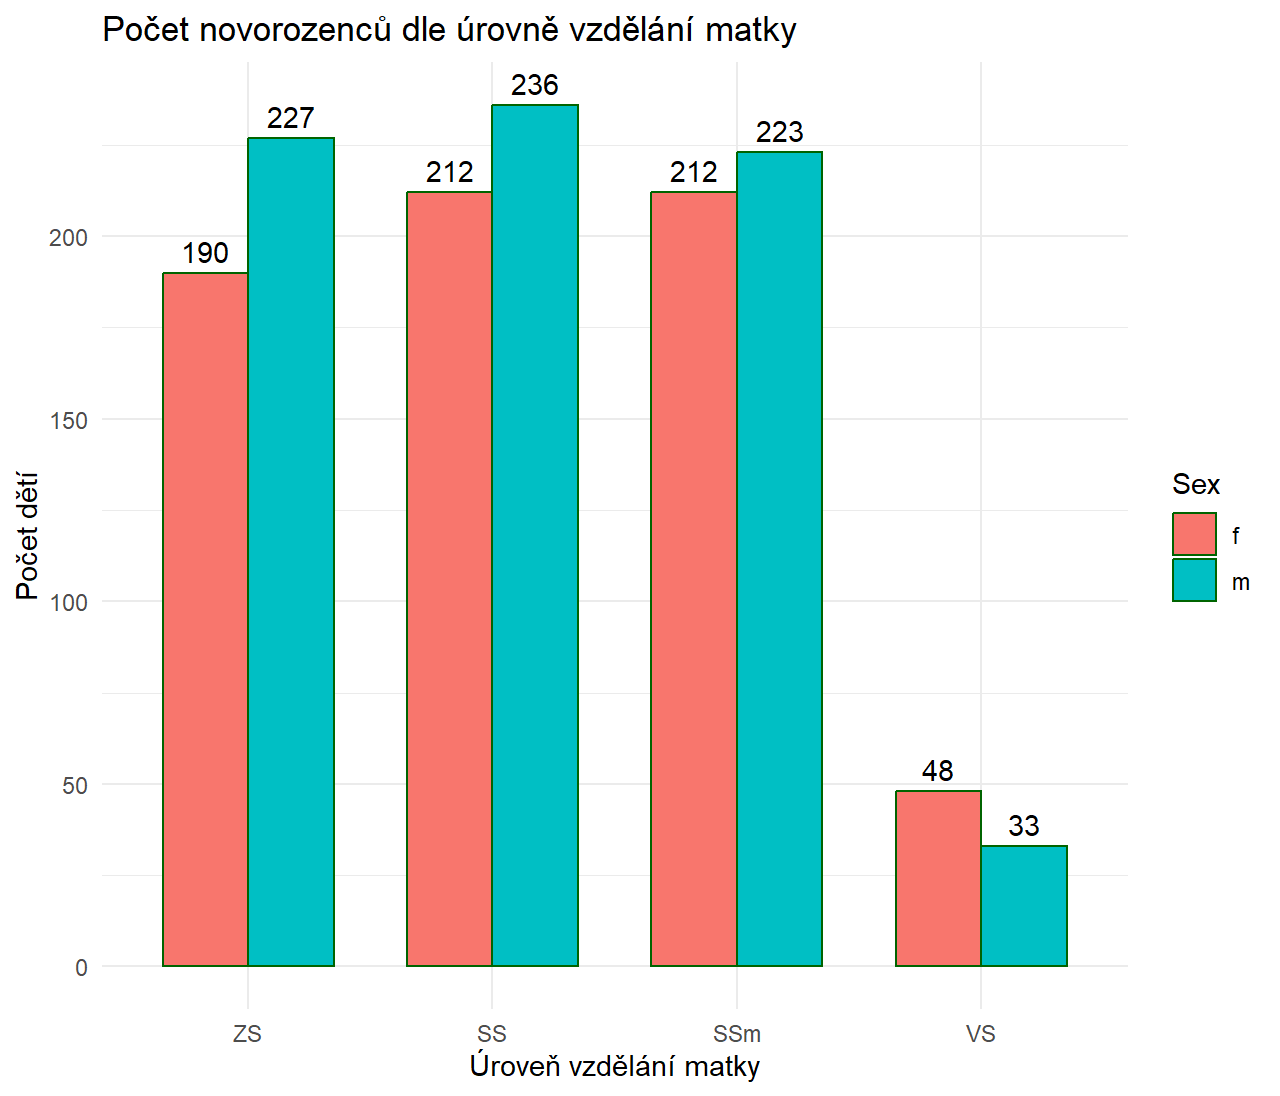 Počet novorozenců dle úrovně vzdělání matky
236
227
223
212
212
200
190
150
Počet dětí
Sex
f
m
100
50
48
33
0
ZS
SS
SSm
VS
Úroveň vzdělání matky